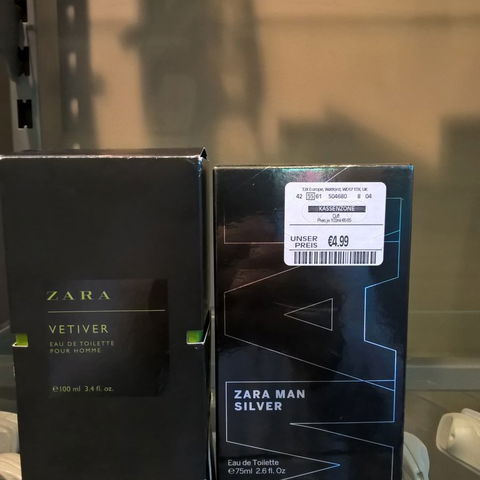 ZARA
VETIVER
EAU DE TOILETTE
POUR HOMME
℮100 ml 3.4 fl. oz.
TJX Europe, Watford, WD17 1TX, UK
42 55 61 504680 8 04
KASSENZONE
UNSER
PREIS
€4.99
ZARA MAN
SILVER
Eau de Toilette
℮75ml 2.6 fl. Oz